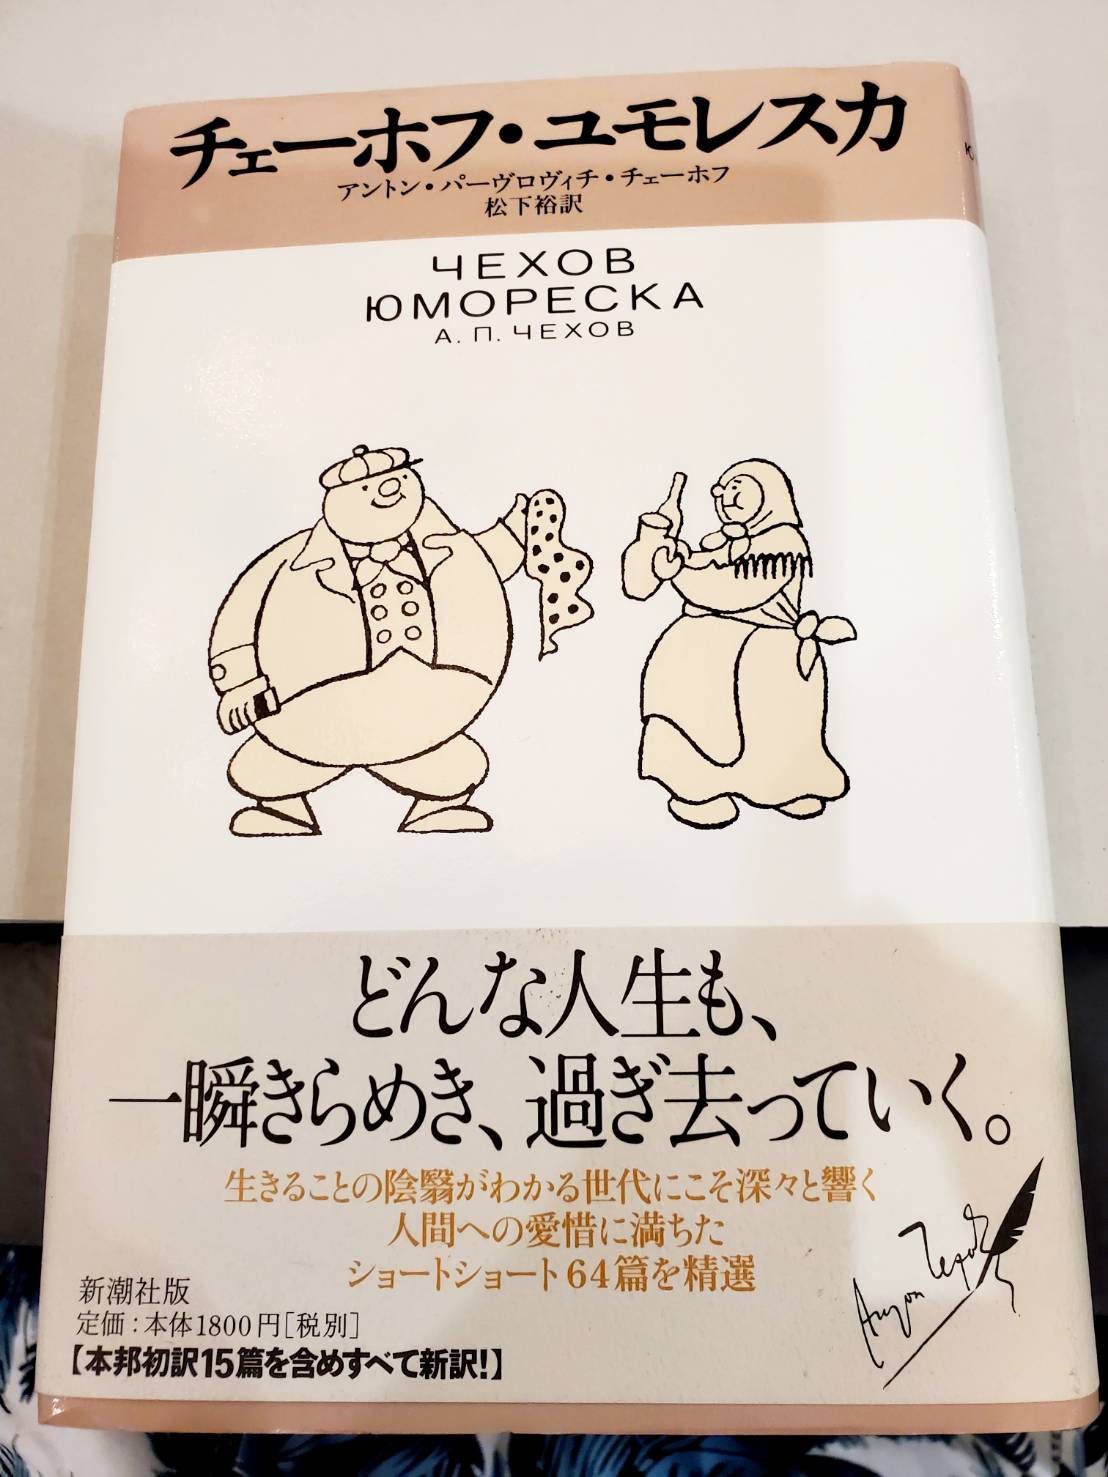 チェーホフ・ユモレスカ
アントン・パーヴロヴィチ・チェーホフ
松下裕訳
ЧЕХОВ
ЮМОРЕСКА
А. П. ЧЕХОВ
どんな人生も、
一瞬きらめき、過ぎ去っていく。
生きることの陰翳がわかる世代にこそ深々と響く
人間への愛惜に満ちた
ショートショート64篇を精選
新潮社版
定価：本体1800円［税別］
【本邦初訳15篇を含めすべて新訳！】